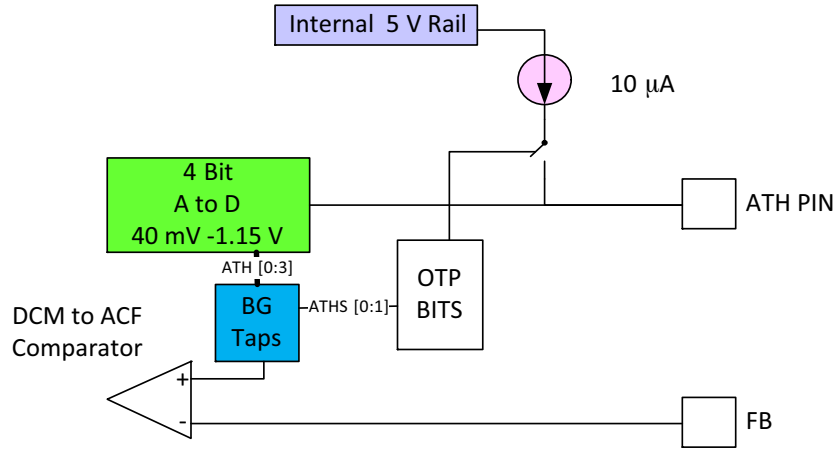 Internal 5 V Rail
10 μA
4 Bit
A to D
40 mV -1.15 V
ATH PIN
ATH [0:3]
OTP
BITS
BG
Taps
ATHS [0:1]
DCM to ACF
Comparator
+
-
FB